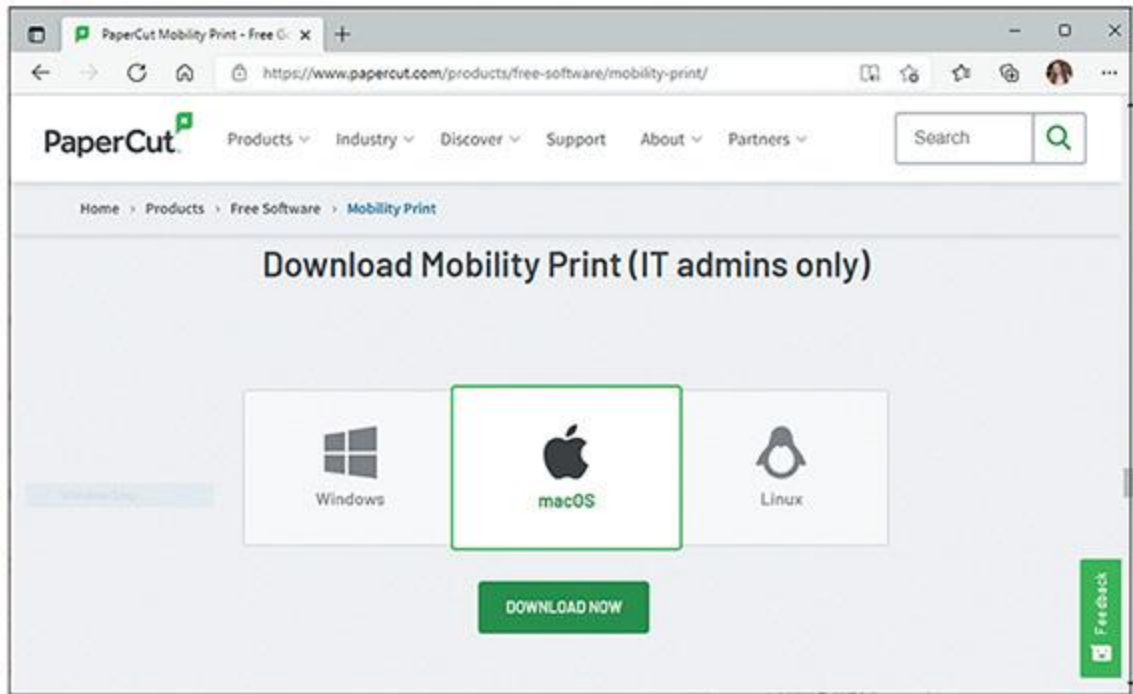 PaperCut Mobility Print - Free G
https://www.papercut.com/products/free-software/mobility-print/
PaperCut Products Industry Discover Support About Partners Search
Home › Products › Free Software › Mobility Print
Download Mobility Print (IT admins only)
Windows macOS Linux
DOWNLOAD NOW
Feedback